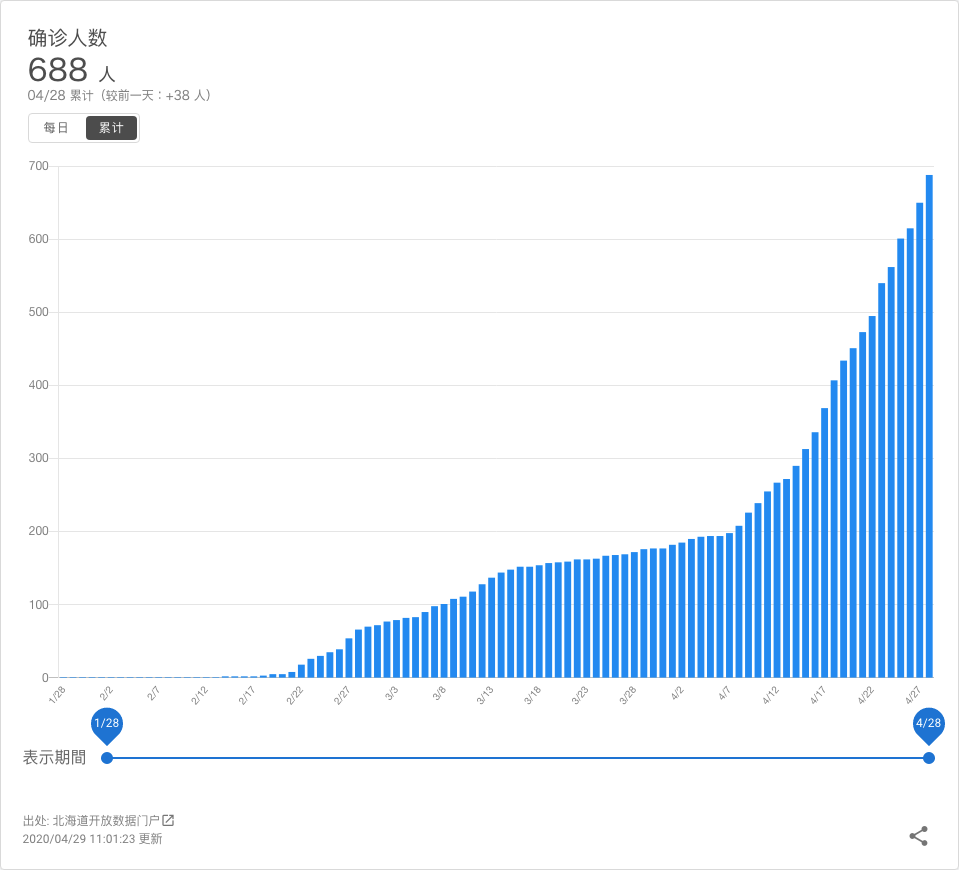 确诊人数
688 人
04/28 累计（较前一天：+38 人）
每日 累计
700
600
500
400
300
200
100
0
1/28 2/2 2/7 2/12 2/17 2/22 2/27 3/3 3/8 3/13 3/18 3/23 3/28 4/2 4/7 4/12 4/17 4/22 4/27
1/28 4/28
表示期間
出处: 北海道开放数据门户
2020/04/29 11:01:23 更新